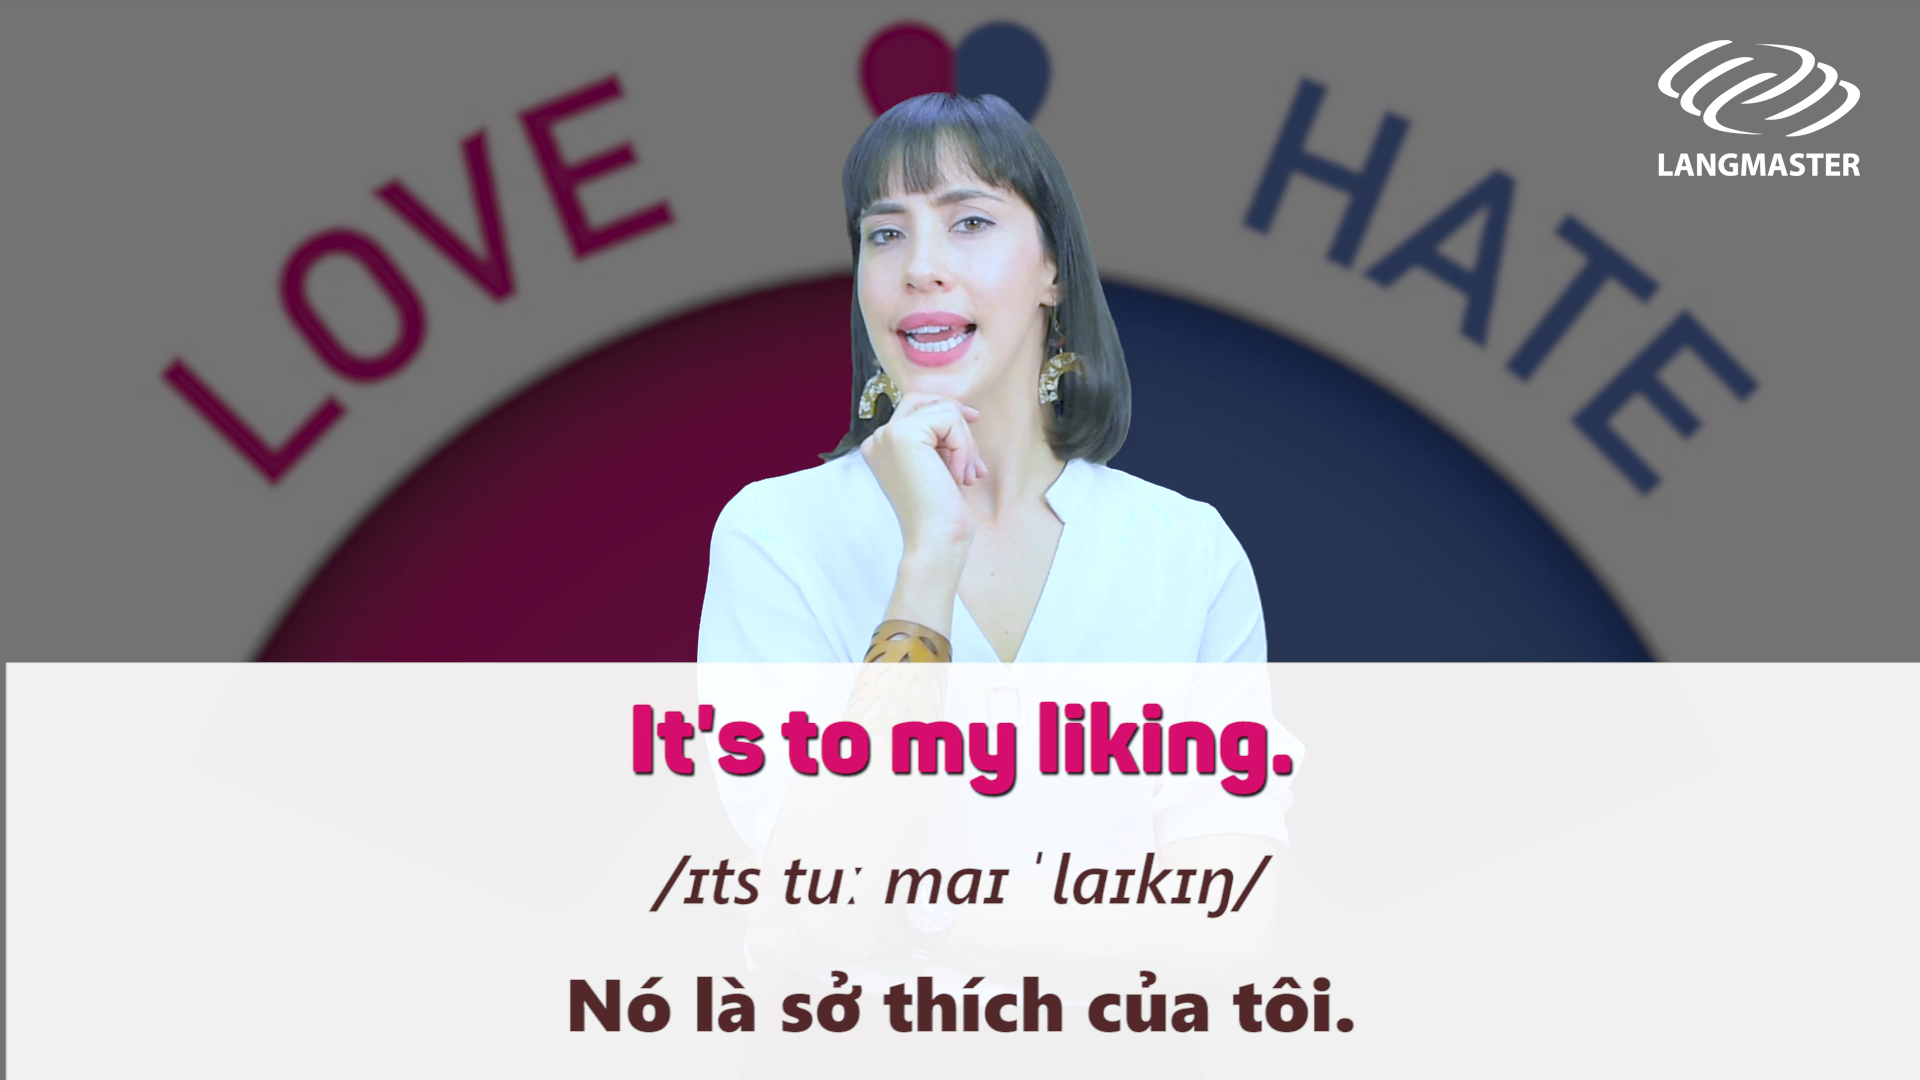 LOVE
HATE
LANGMASTER
It's to my liking.
/ɪts tuː maɪ ˈlaɪkɪŋ/
Nó là sở thích của tôi.